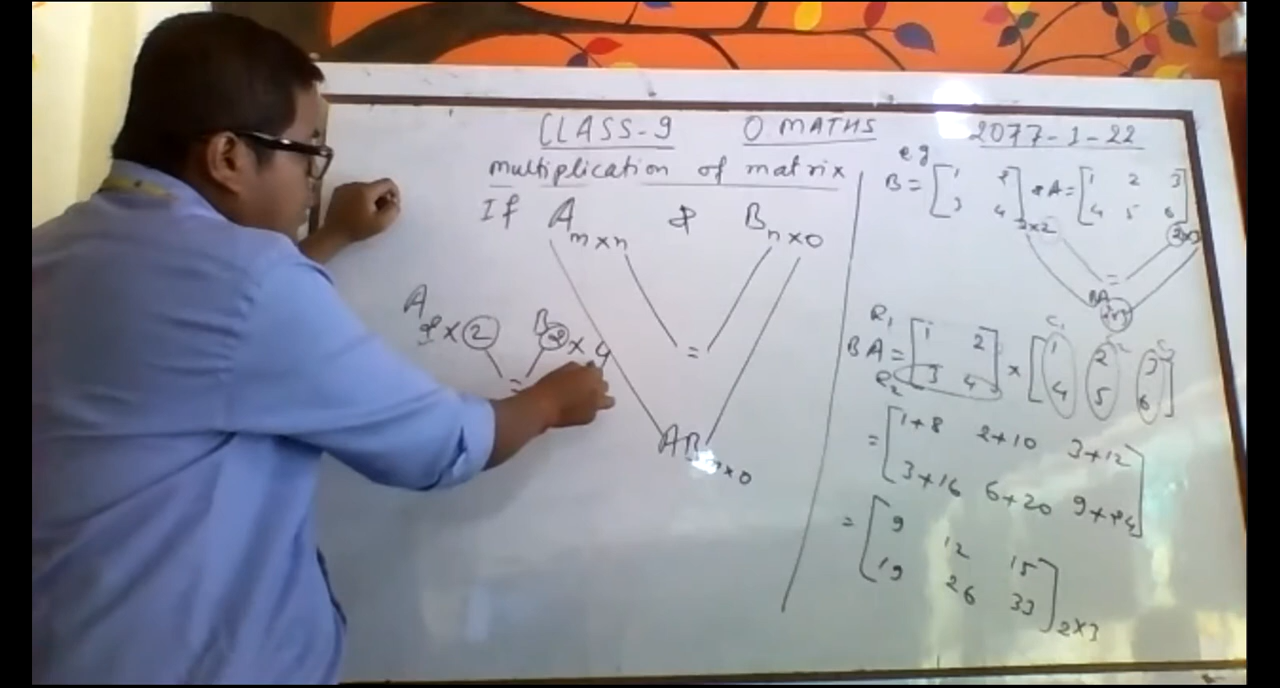 CLASS-9 O MATHS 2077-1-22
multiplication of matrix
If A m×n & B n×o
=
AB n×o
A 2×2 B 2×4
=
eg
B = [ 1 2 & A = [ 1 2 3
3 4 ] 2×2 4 5 6 ] 2×3
=
BA 2×3
R1 C1
BA = [ 1 2 × [ 1 2 3
R2 3 4 ] 4 5 6 ]
= [ 1+8 2+10 3+12
3+16 6+20 9+24 ]
= [ 9 12 15
19 26 33 ] 2×3